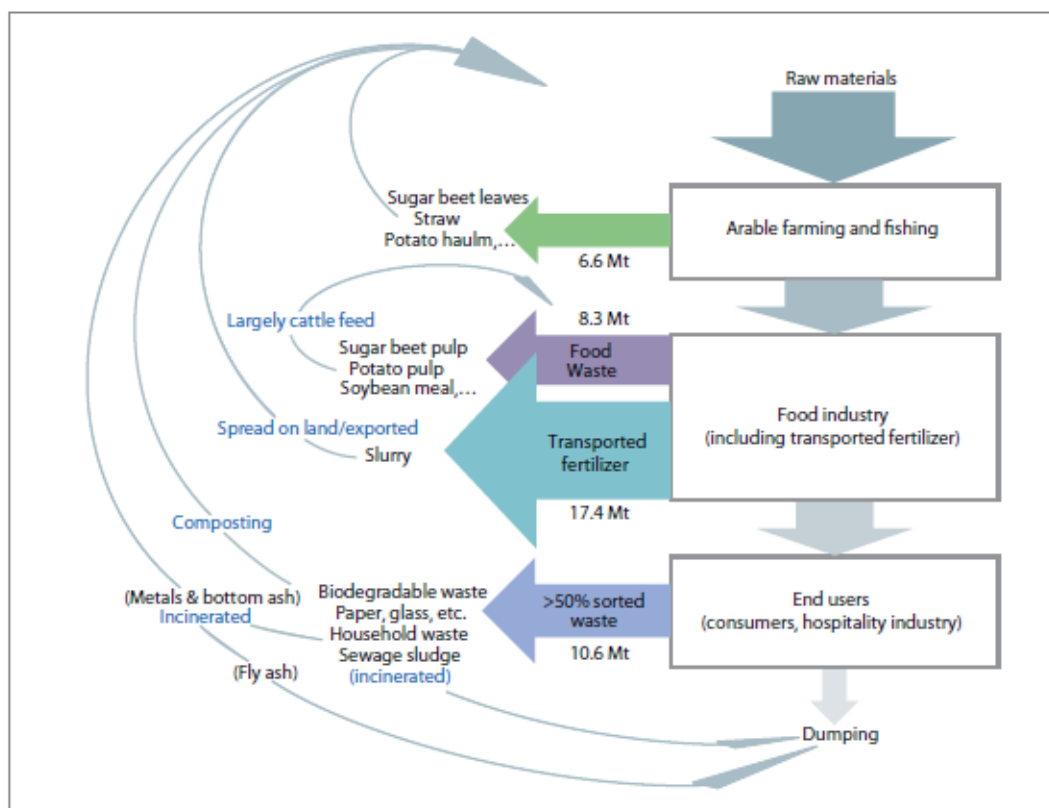 Raw materials
Sugar beet leaves
Straw
Potato haulm,...
6.6 Mt
Arable farming and fishing
Largely cattle feed
8.3 Mt
Sugar beet pulp
Potato pulp
Soybean meal,...
Food
Waste
Food industry
(including transported fertilizer)
Spread on land/exported
Slurry
Transported
fertilizer
17.4 Mt
Composting
(Metals & bottom ash)
Incinerated
Biodegradable waste
Paper, glass, etc.
Household waste
Sewage sludge
(incinerated)
>50% sorted
waste
10.6 Mt
End users
(consumers, hospitality industry)
(Fly ash)
Dumping